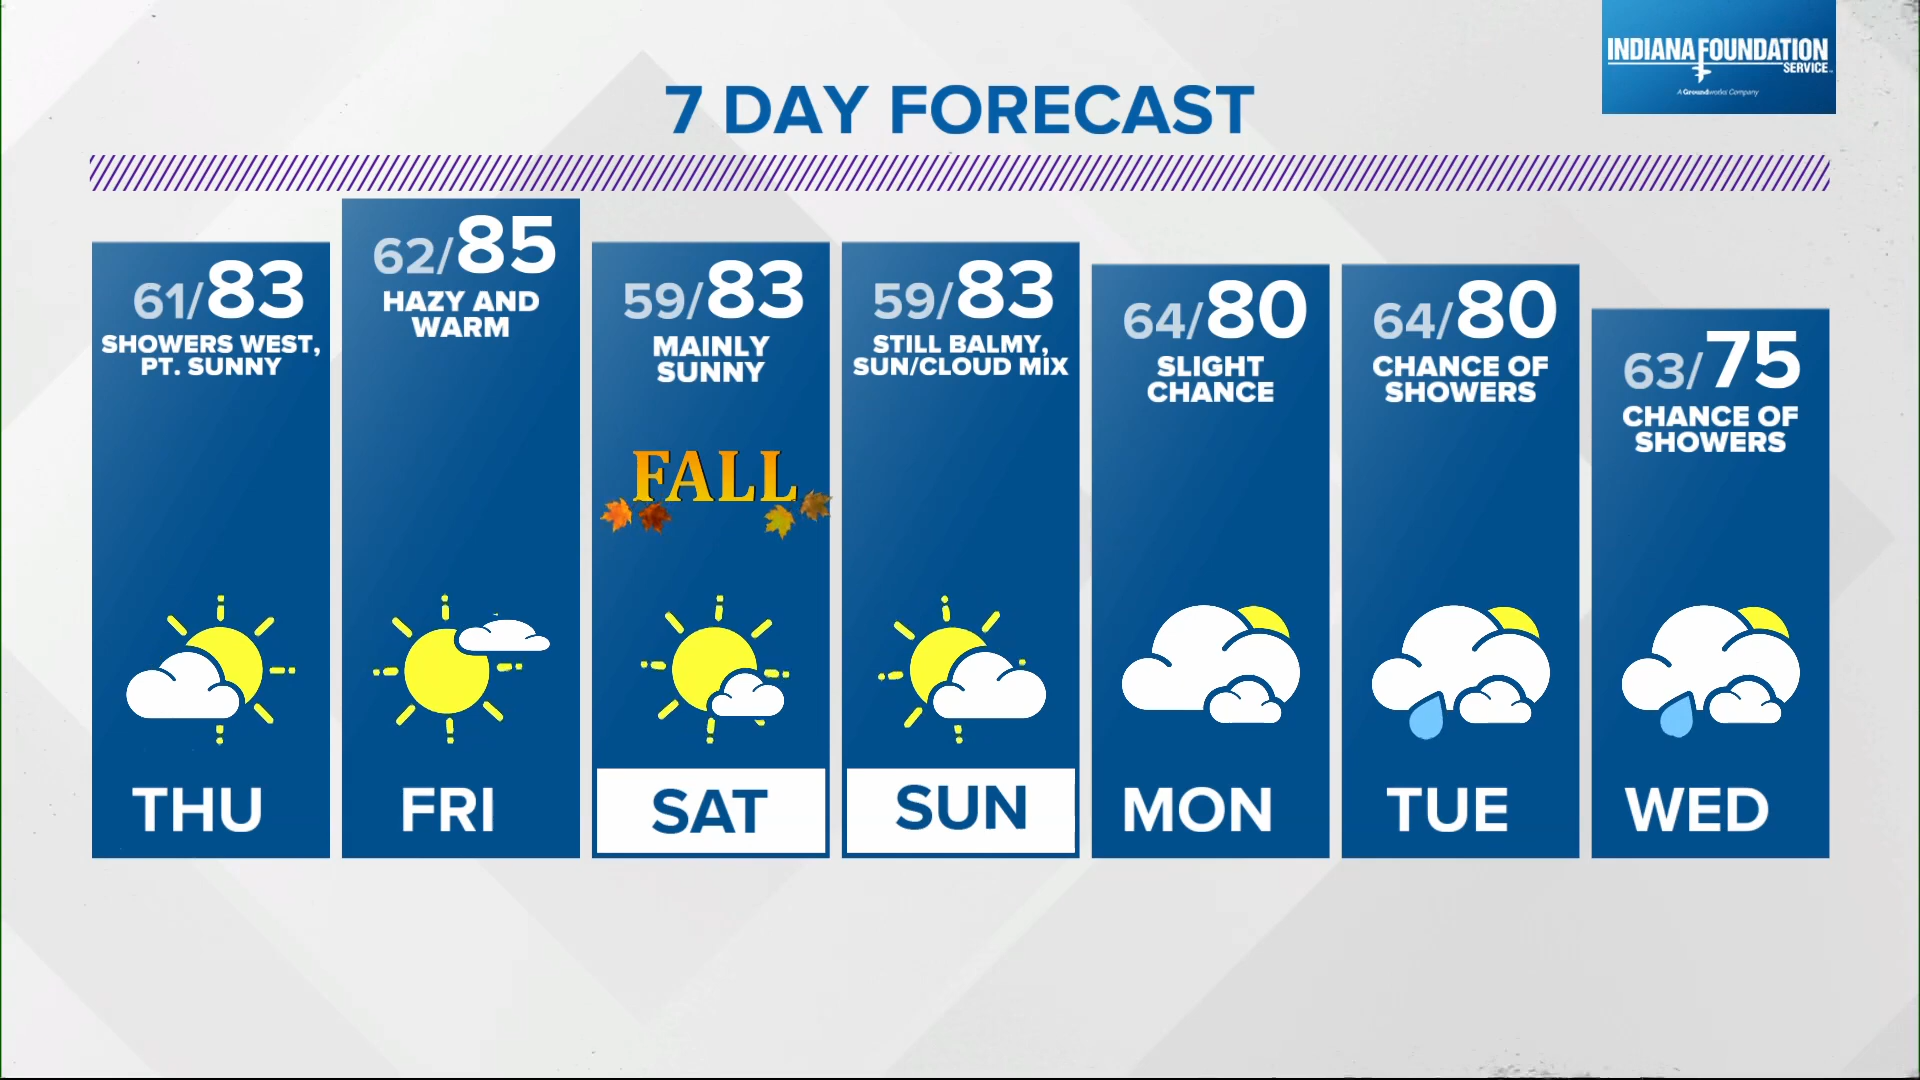 INDIANA FOUNDATION
SERVICE
A Groundworks Company
7 DAY FORECAST
61/83
SHOWERS WEST,
PT. SUNNY
THU
62/85
HAZY AND
WARM
FRI
59/83
MAINLY
SUNNY
FALL
SAT
59/83
STILL BALMY,
SUN/CLOUD MIX
SUN
64/80
SLIGHT
CHANCE
MON
64/80
CHANCE OF
SHOWERS
TUE
63/75
CHANCE OF
SHOWERS
WED